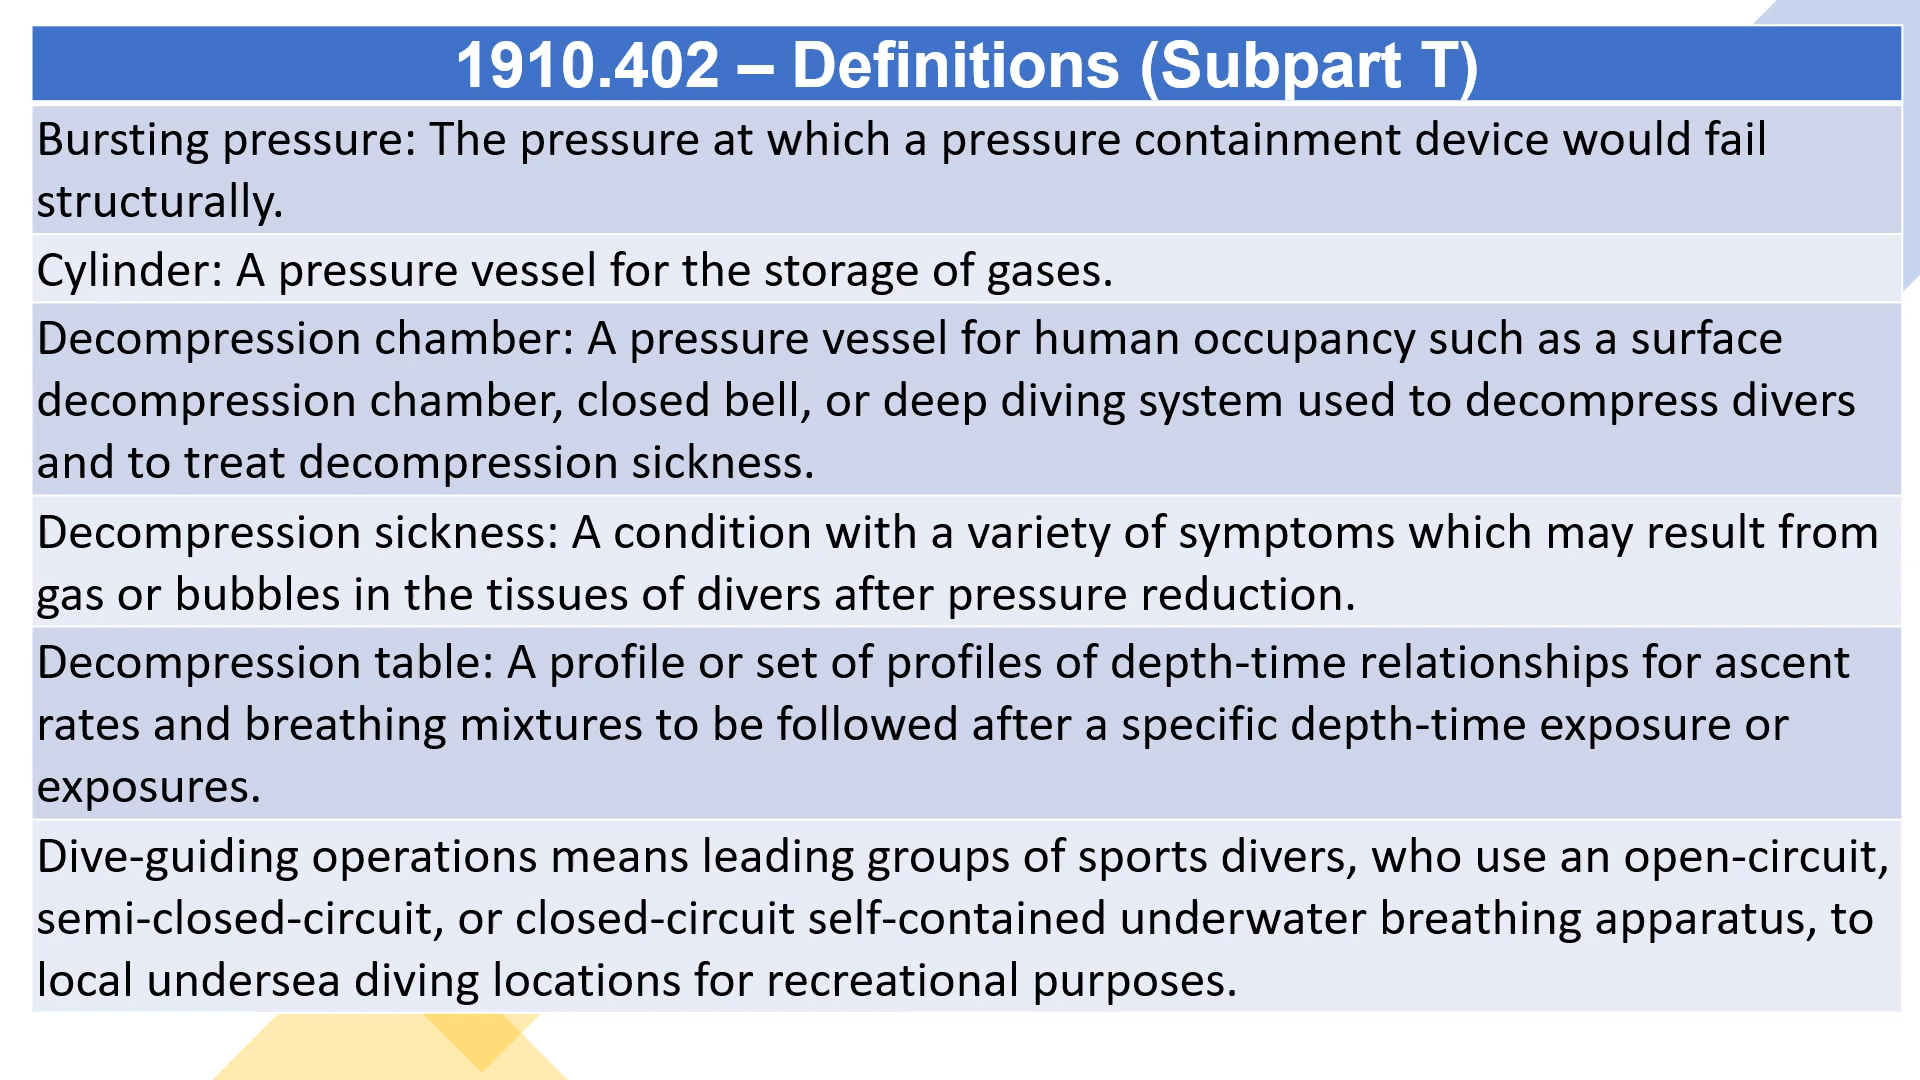 1910.402 – Definitions (Subpart T)
Bursting pressure: The pressure at which a pressure containment device would fail
structurally.
Cylinder: A pressure vessel for the storage of gases.
Decompression chamber: A pressure vessel for human occupancy such as a surface
decompression chamber, closed bell, or deep diving system used to decompress divers
and to treat decompression sickness.
Decompression sickness: A condition with a variety of symptoms which may result from
gas or bubbles in the tissues of divers after pressure reduction.
Decompression table: A profile or set of profiles of depth-time relationships for ascent
rates and breathing mixtures to be followed after a specific depth-time exposure or
exposures.
Dive-guiding operations means leading groups of sports divers, who use an open-circuit,
semi-closed-circuit, or closed-circuit self-contained underwater breathing apparatus, to
local undersea diving locations for recreational purposes.